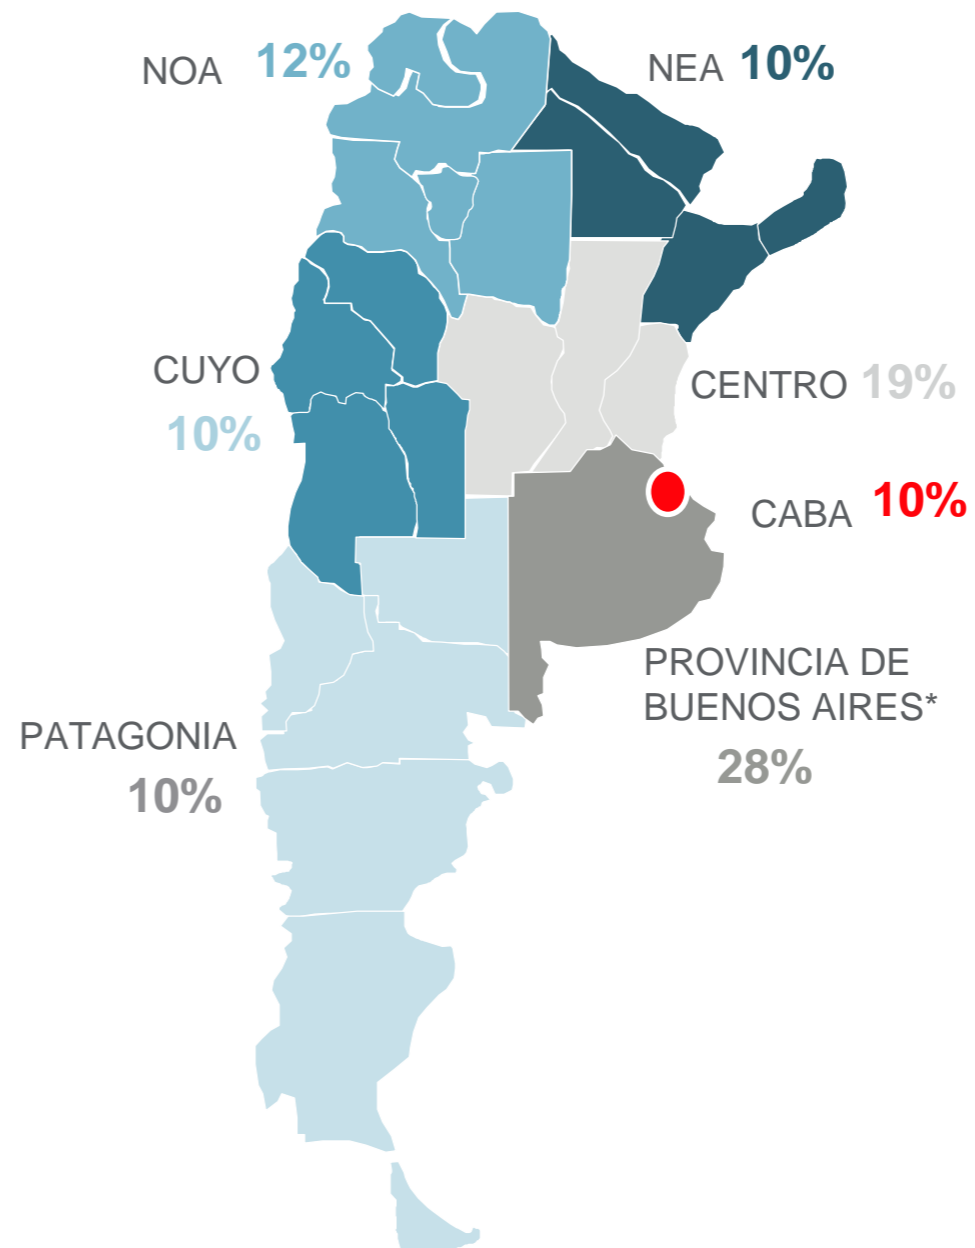 NOA 12%
NEA 10%
CUYO
10%
CENTRO 19%
CABA 10%
PROVINCIA DE
BUENOS AIRES*
28%
PATAGONIA
10%